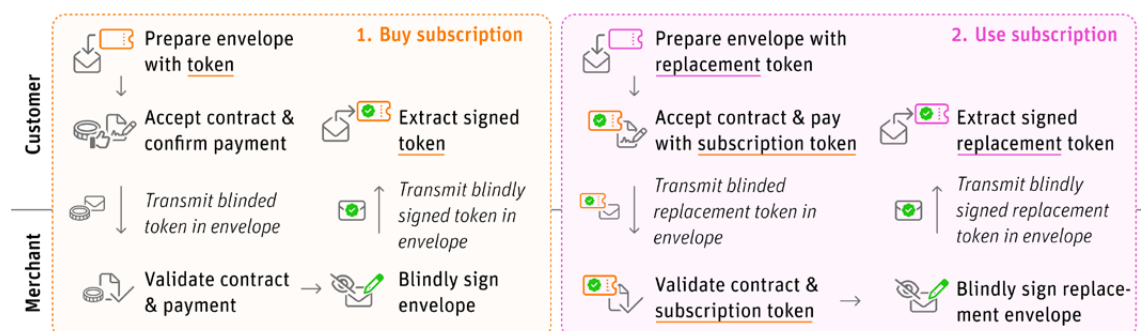 1. Buy subscription
Prepare envelope
with token
Accept contract &
confirm payment
Transmit blinded
token in envelope
Validate contract
& payment
Blindly sign
envelope
Transmit blindly
signed token in
envelope
Extract signed
token
2. Use subscription
Prepare envelope with
replacement token
Accept contract & pay
with subscription token
Transmit blinded
replacement token in
envelope
Validate contract &
subscription token
Blindly sign replace-
ment envelope
Transmit blindly
signed replacement
token in envelope
Extract signed
replacement token
Customer
Merchant